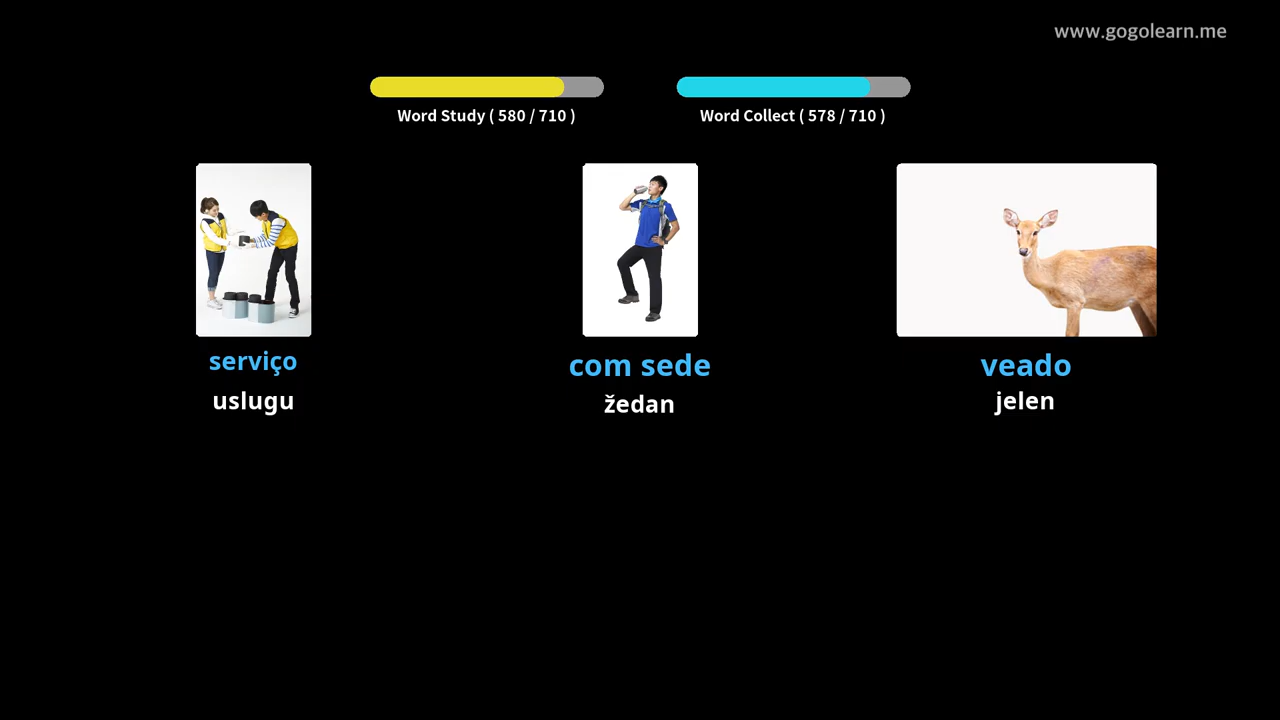 www.gogolearn.me
Word Study ( 580 / 710 )
Word Collect ( 578 / 710 )
serviço
uslugu
com sede
žedan
veado
jelen